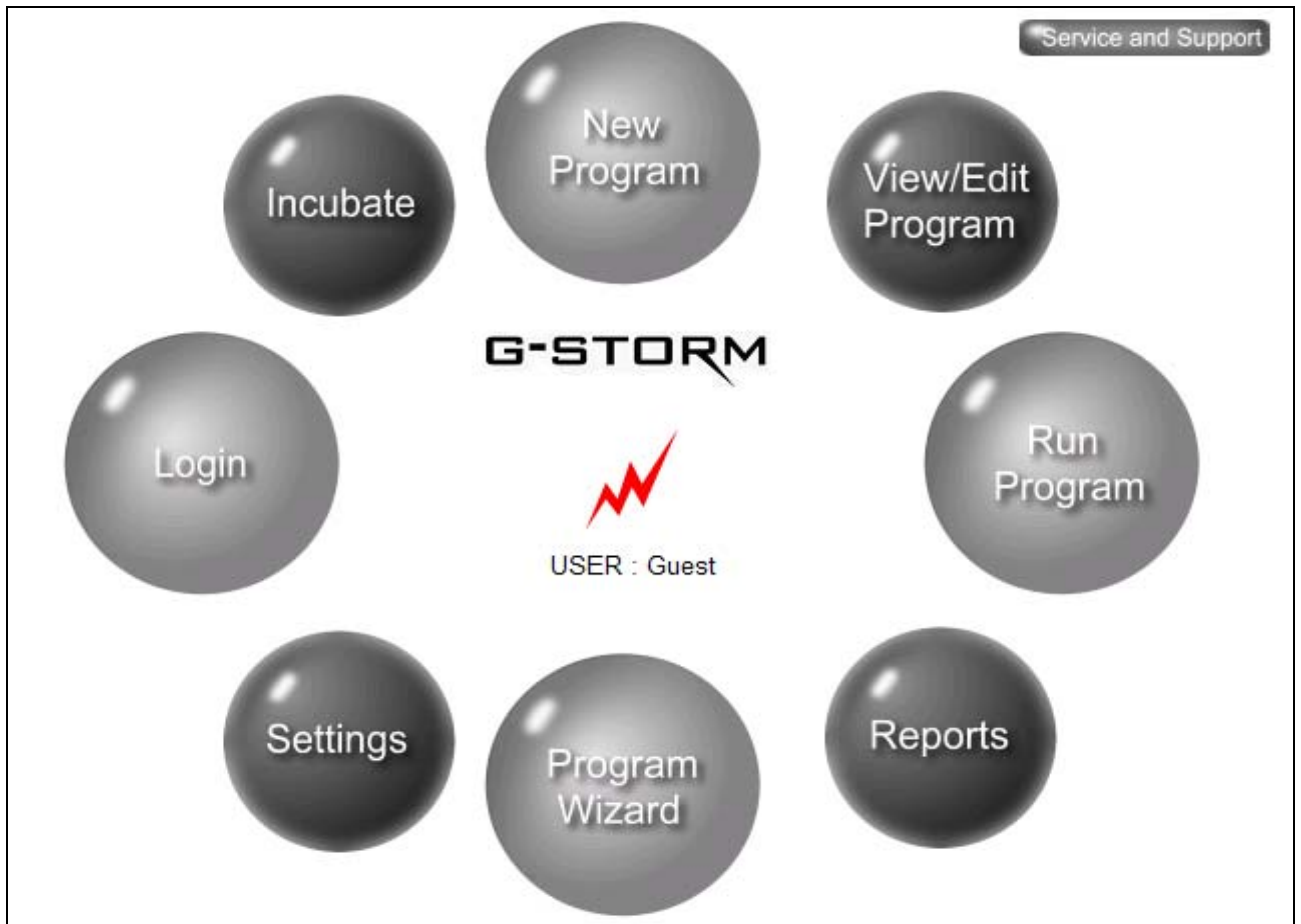 Service and Support
New
Program
Incubate
View/Edit
Program
G-STORM
Login
Run
Program
USER : Guest
Settings
Program
Wizard
Reports